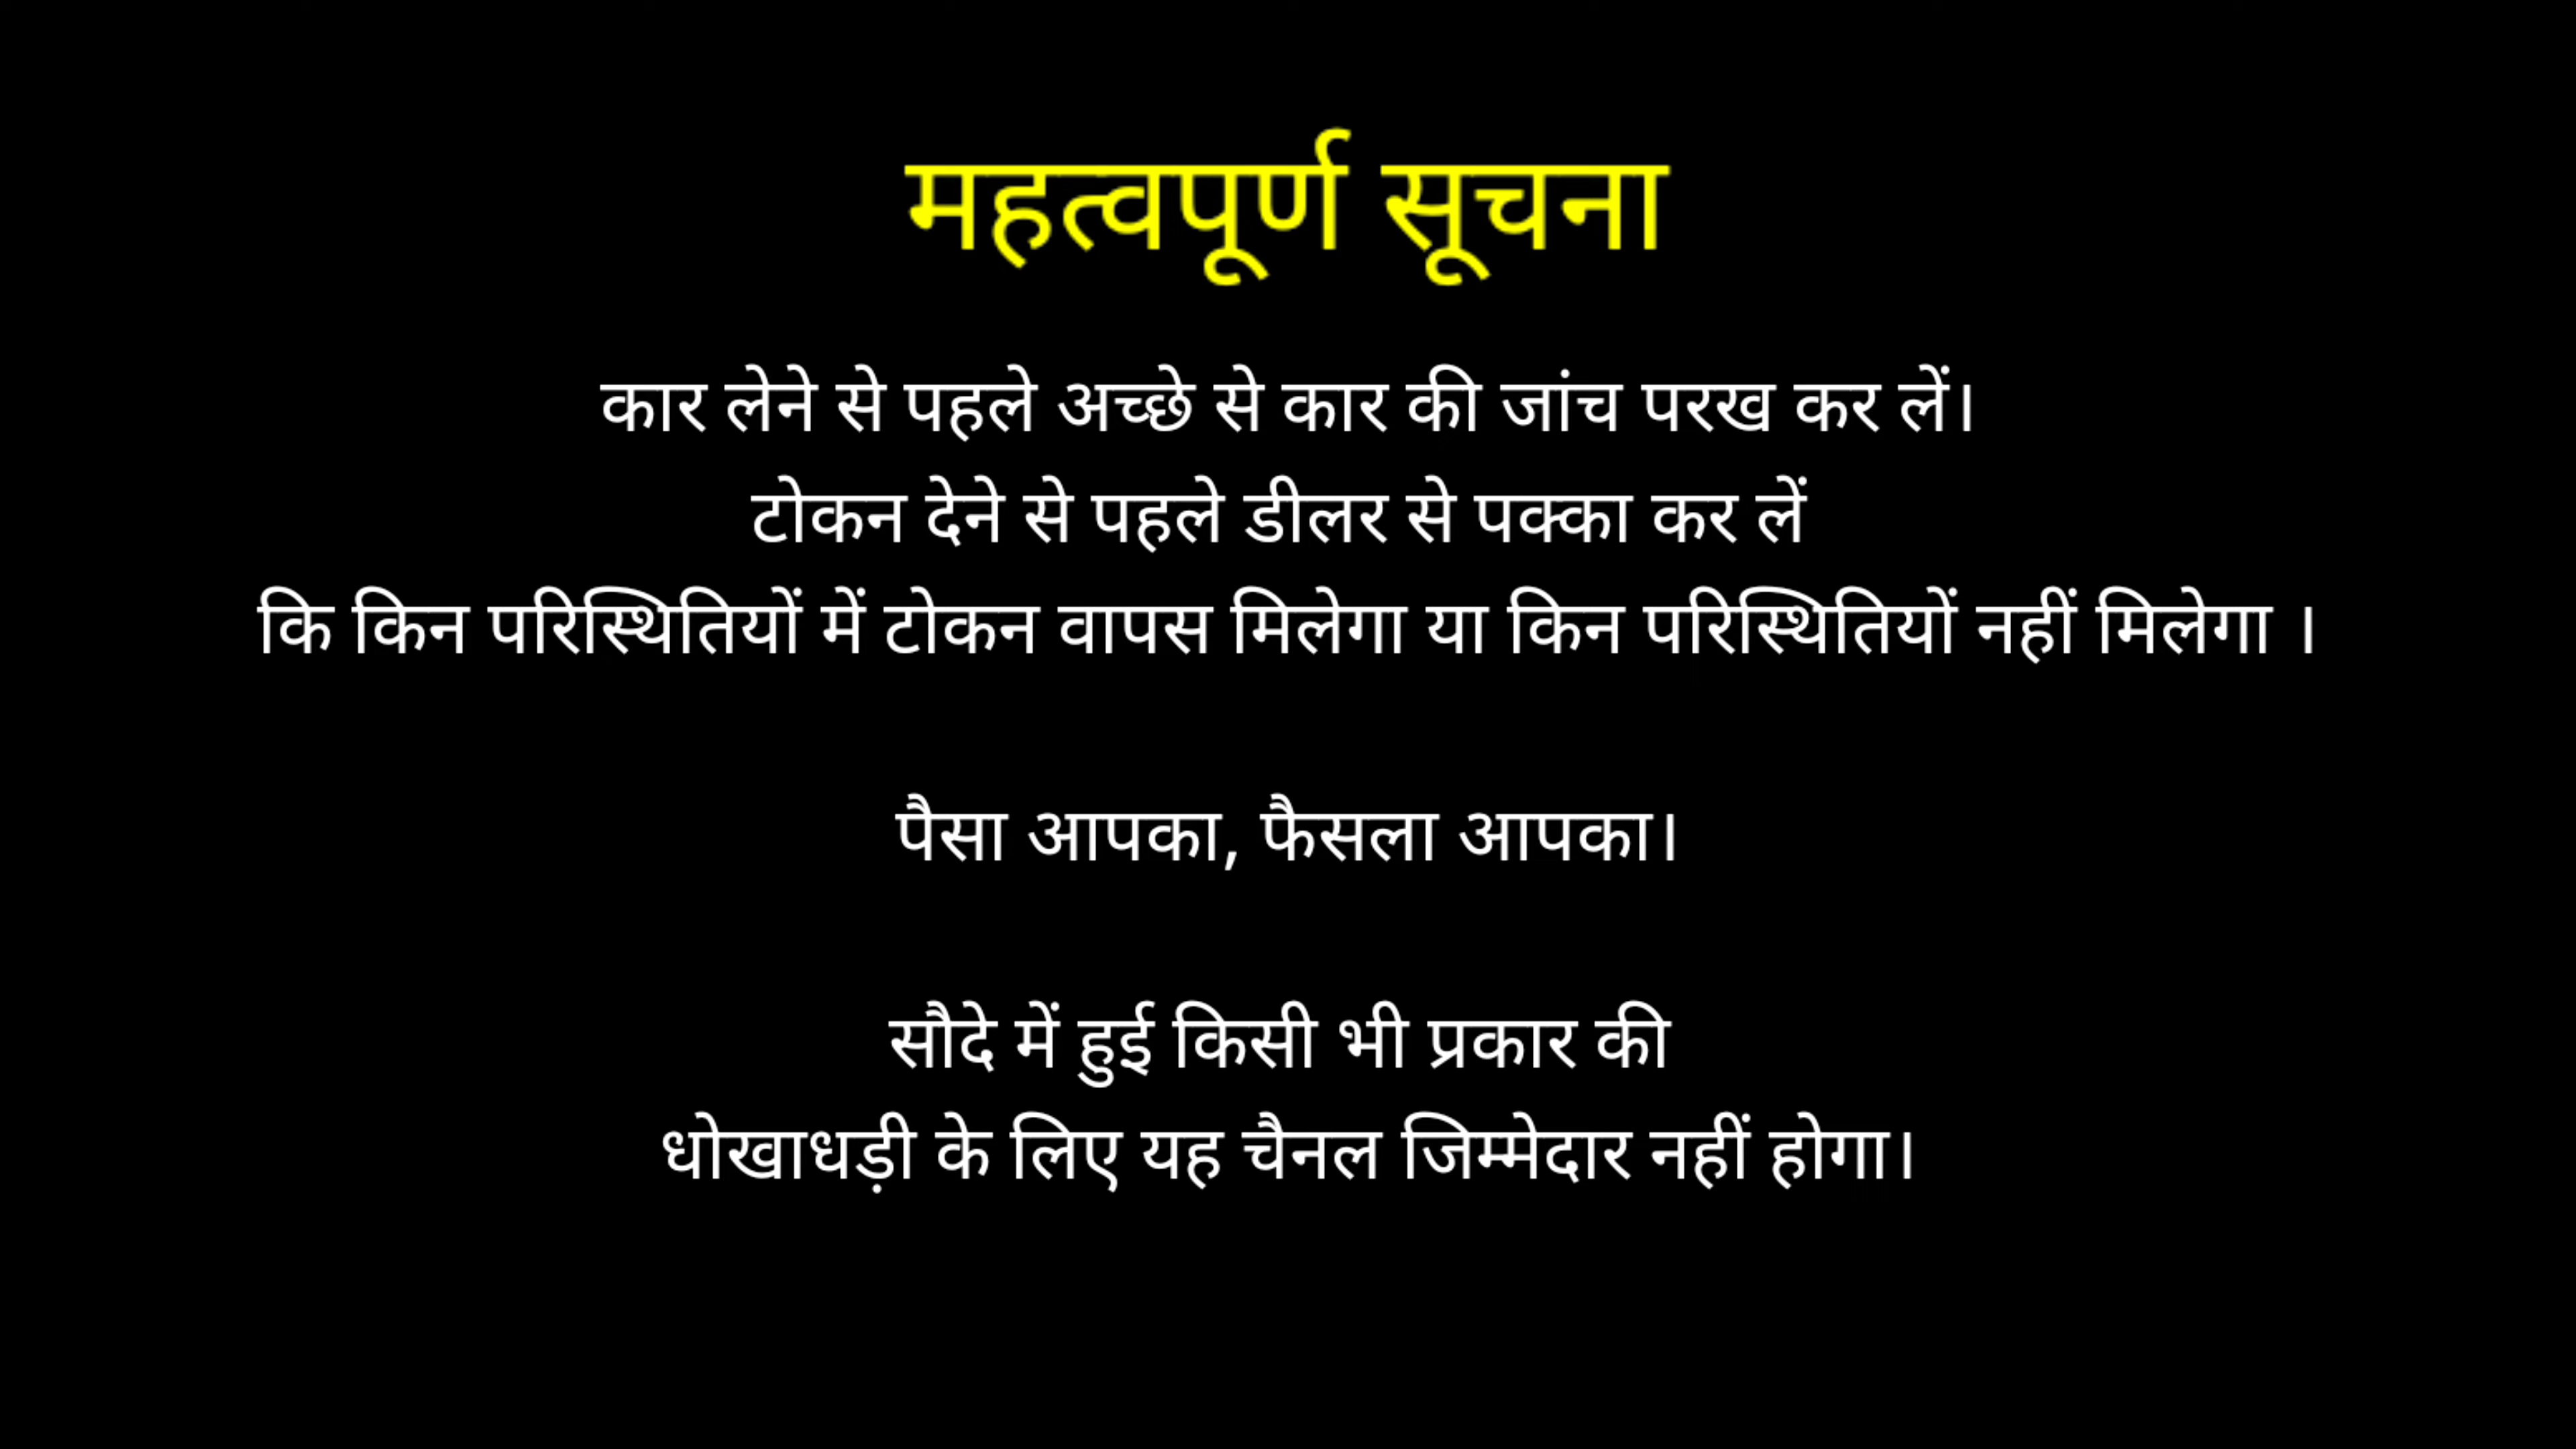 महत्वपूर्ण सूचना
कार लेने से पहले अच्छे से कार की जांच परख कर लें।
टोकन देने से पहले डीलर से पक्का कर लें
कि किन परिस्थितियों में टोकन वापस मिलेगा या किन परिस्थितियों नहीं मिलेगा ।
पैसा आपका, फैसला आपका।
सौदे में हुई किसी भी प्रकार की
धोखाधड़ी के लिए यह चैनल जिम्मेदार नहीं होगा।